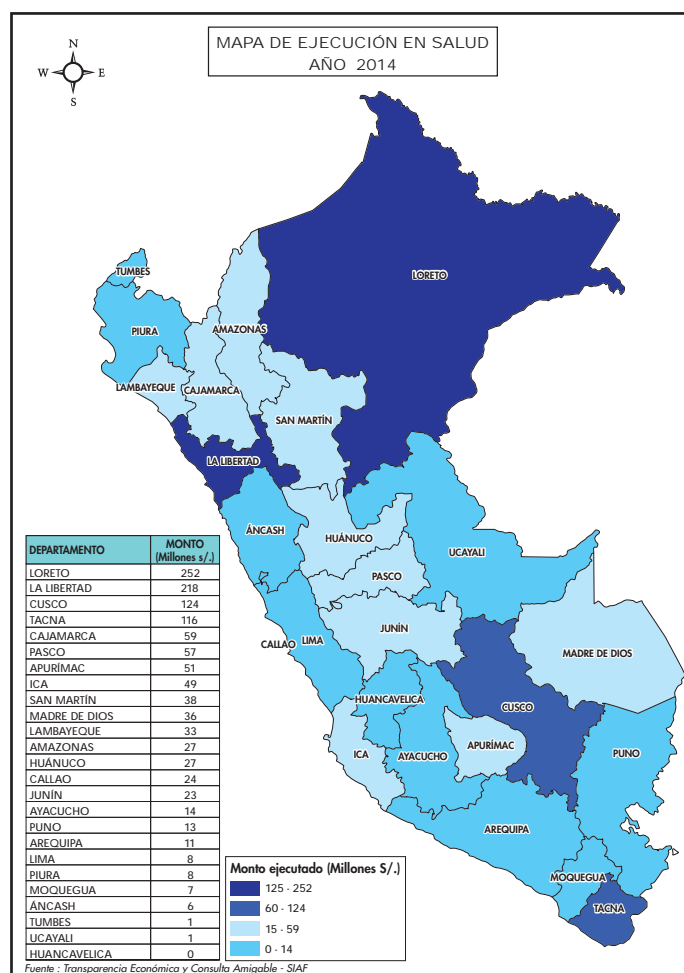 MAPA DE EJECUCIÓN EN SALUD
AÑO 2014
N
W E
S
TUMBES
LORETO
PIURA
AMAZONAS
LAMBAYEQUE
CAJAMARCA
SAN MARTÍN
LA LIBERTAD
ÁNCASH
HUÁNUCO
UCAYALI
PASCO
JUNÍN
LIMA
CALLAO
MADRE DE DIOS
HUANCAVELICA
CUSCO
ICA
AYACUCHO
APURÍMAC
PUNO
AREQUIPA
MOQUEGUA
TACNA
DEPARTAMENTO MONTO (Millones s/.)
LORETO 252
LA LIBERTAD 218
CUSCO 124
TACNA 116
CAJAMARCA 59
PASCO 57
APURÍMAC 51
ICA 49
SAN MARTÍN 38
MADRE DE DIOS 36
LAMBAYEQUE 33
AMAZONAS 27
HUÁNUCO 27
CALLAO 24
JUNÍN 23
AYACUCHO 14
PUNO 13
AREQUIPA 11
LIMA 8
PIURA 8
MOQUEGUA 7
ÁNCASH 6
TUMBES 1
UCAYALI 1
HUANCAVELICA 0
Monto ejecutado (Millones S/.)
125 - 252
60 - 124
15 - 59
0 - 14
Fuente : Transparencia Económica y Consulta Amigable - SIAF